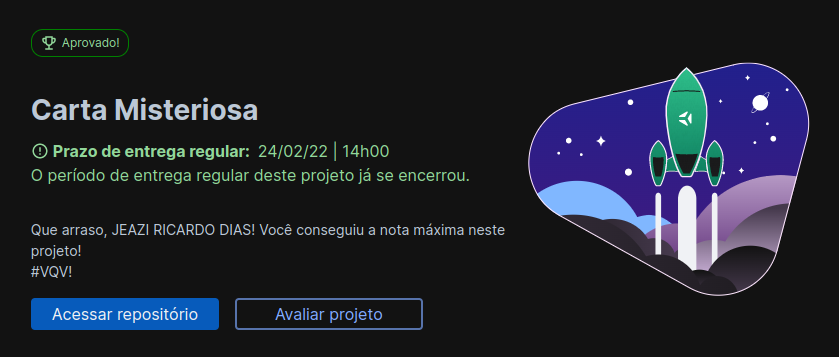 Aprovado!
Carta Misteriosa
Prazo de entrega regular: 24/02/22 | 14h00
O período de entrega regular deste projeto já se encerrou.
Que arraso, JEAZI RICARDO DIAS! Você conseguiu a nota máxima neste
projeto!
#VQV!
Acessar repositório
Avaliar projeto